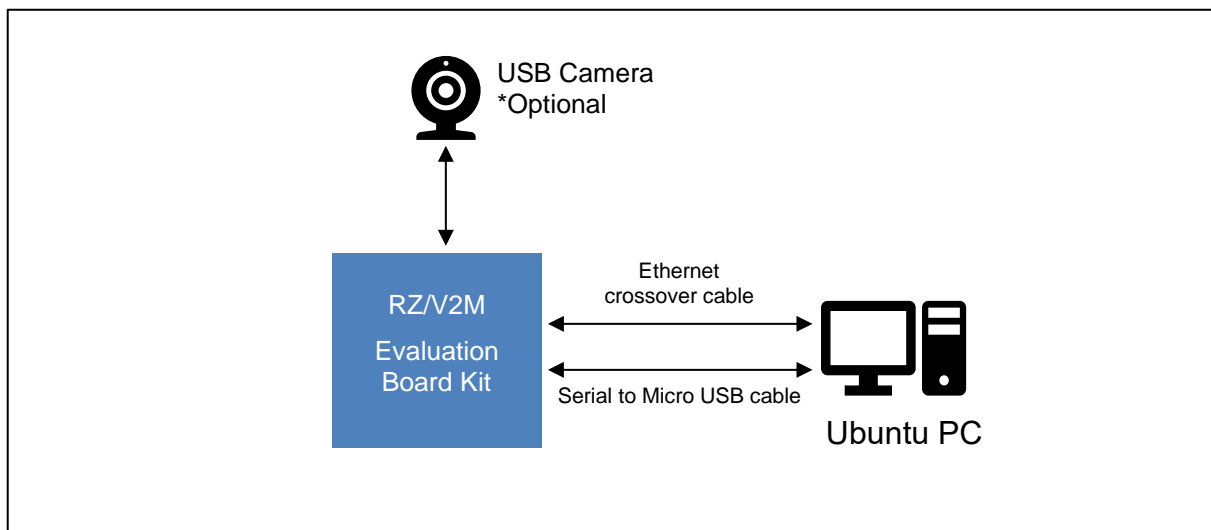 USB Camera
*Optional
RZ/V2M
Evaluation
Board Kit
Ethernet
crossover cable
Serial to Micro USB cable
Ubuntu PC